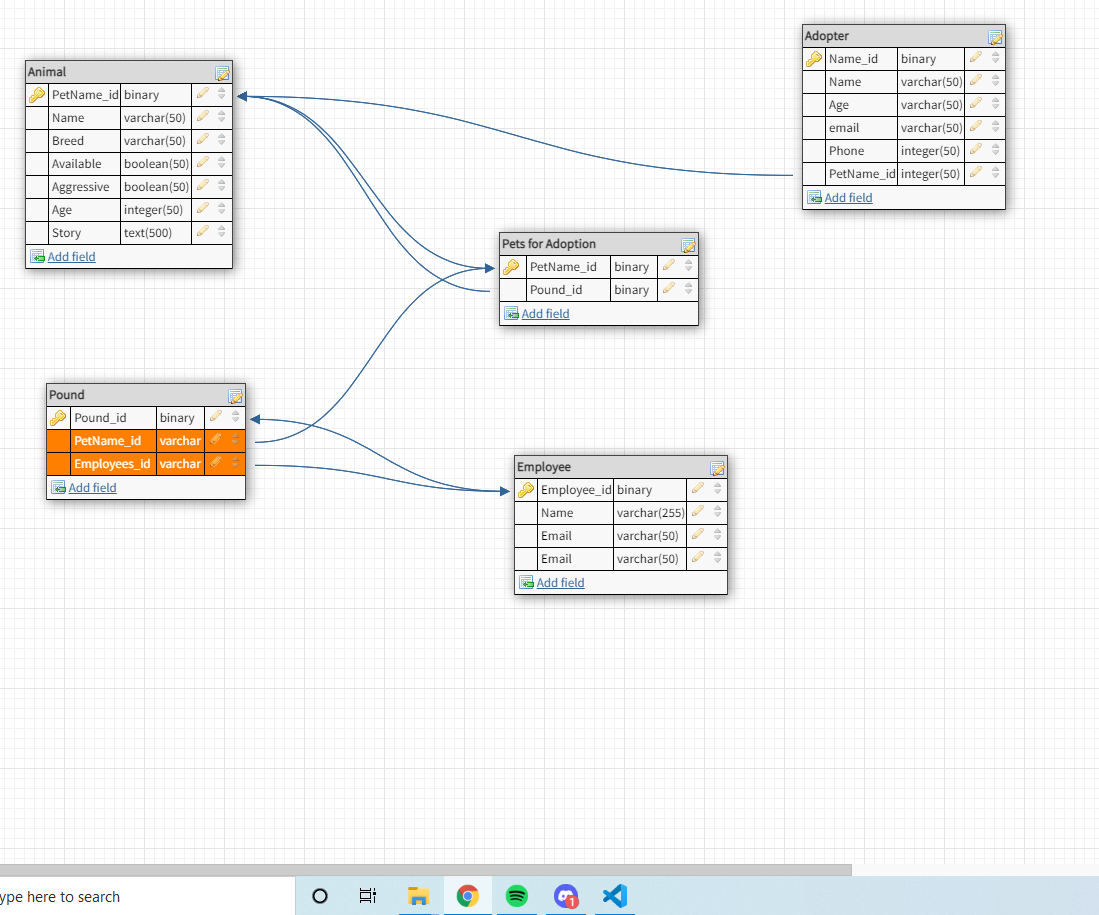 Animal
PetName_id binary
Name varchar(50)
Breed varchar(50)
Available boolean(50)
Aggressive boolean(50)
Age integer(50)
Story text(500)
Add field
Adopter
Name_id binary
Name varchar(50)
Age varchar(50)
email varchar(50)
Phone integer(50)
PetName_id integer(50)
Add field
Pets for Adoption
PetName_id binary
Pound_id binary
Add field
Pound
Pound_id binary
PetName_id varchar
Employees_id varchar
Add field
Employee
Employee_id binary
Name varchar(255)
Email varchar(50)
Email varchar(50)
Add field
ype here to search
1